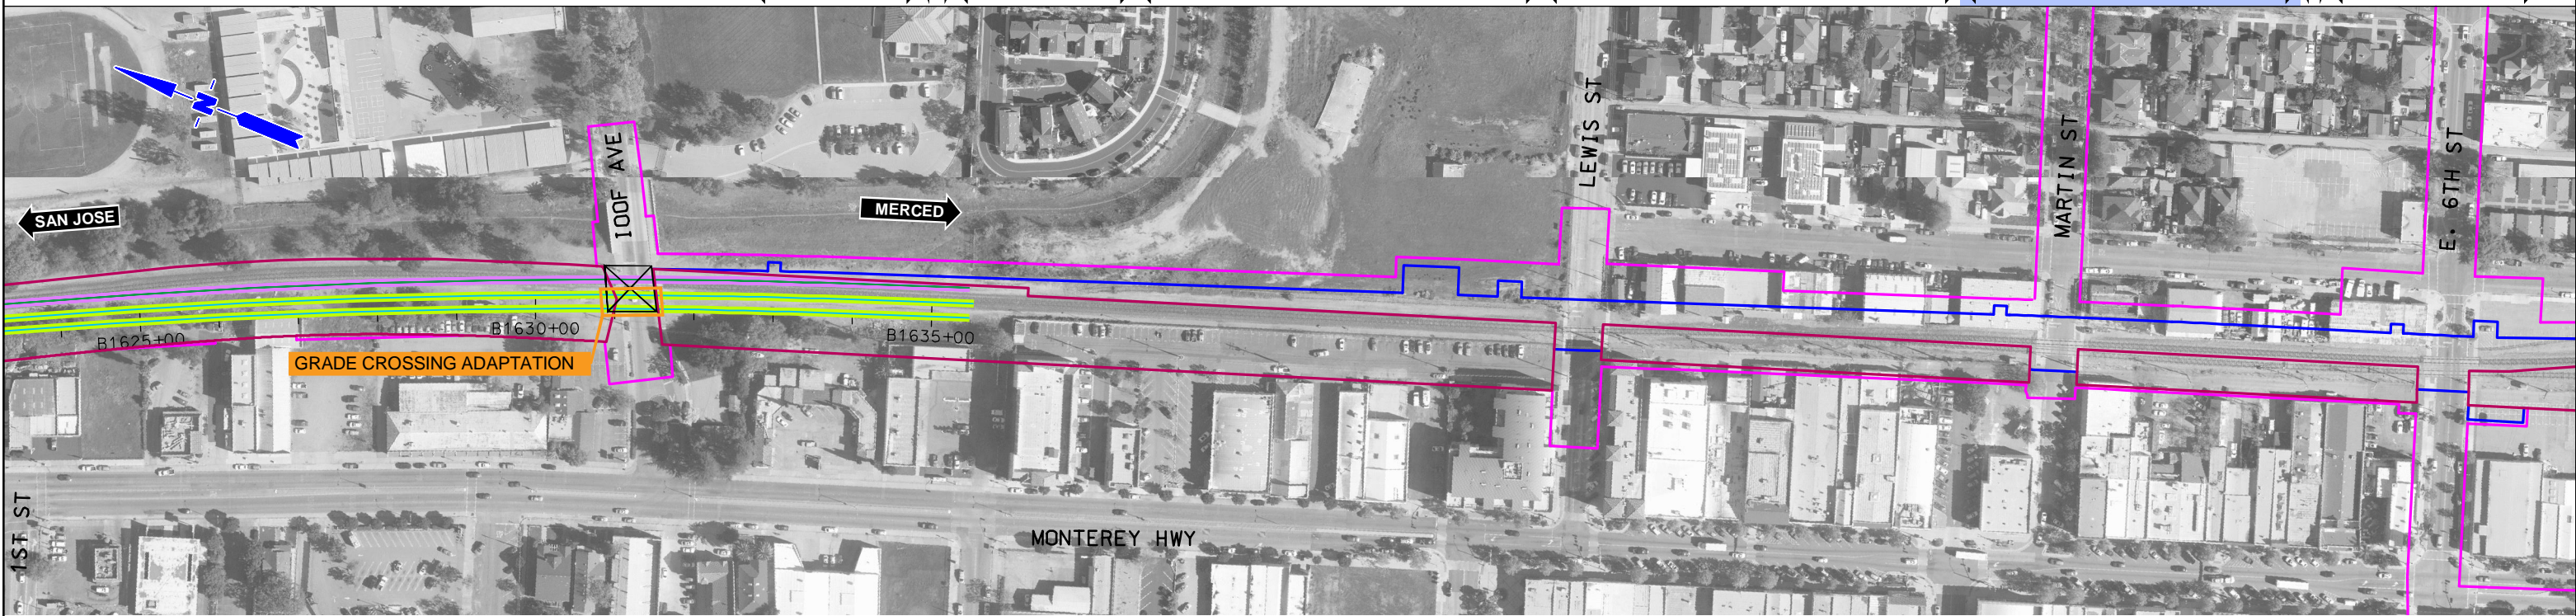 N
IOOF AVE
LEWIS ST
MARTIN ST
E. 6TH ST
SAN JOSE
MERCED
B1625+00
B1630+00
B1635+00
GRADE CROSSING ADAPTATION
1ST ST
MONTEREY HWY